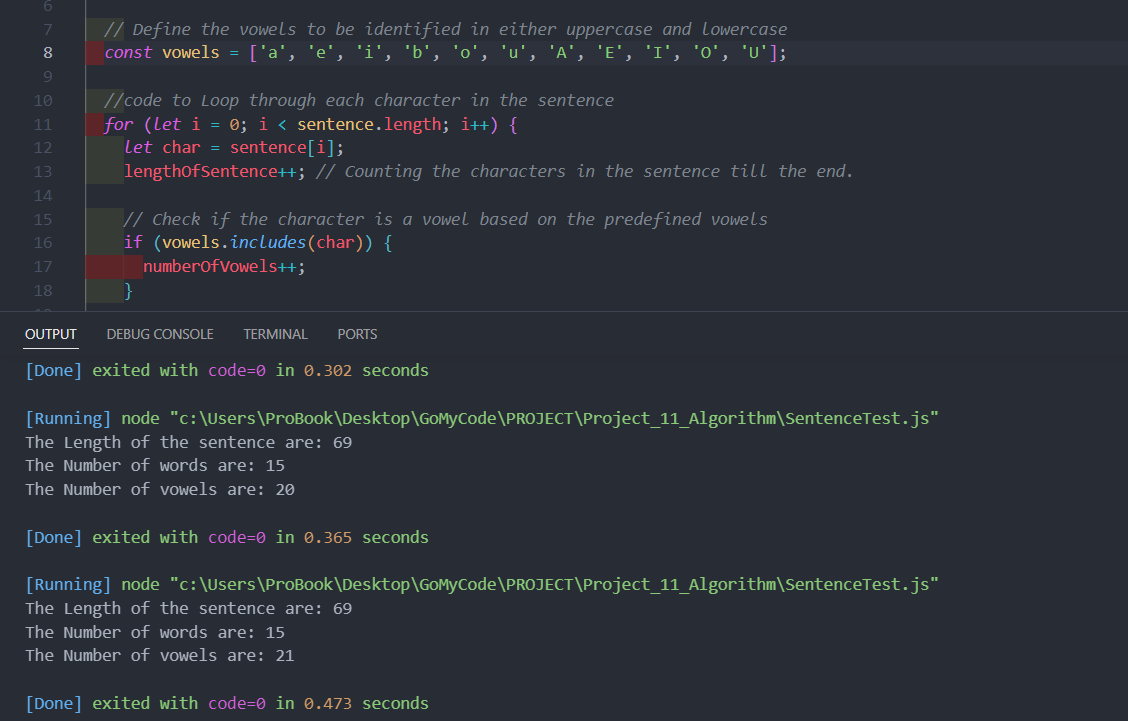 6
7 // Define the vowels to be identified in either uppercase and lowercase
8 const vowels = ['a', 'e', 'i', 'b', 'o', 'u', 'A', 'E', 'I', 'O', 'U'];
9
10 //code to Loop through each character in the sentence
11 for (let i = 0; i < sentence.length; i++) {
12 let char = sentence[i];
13 lengthOfSentence++; // Counting the characters in the sentence till the end.
14
15 // Check if the character is a vowel based on the predefined vowels
16 if (vowels.includes(char)) {
17 numberOfVowels++;
18 }
OUTPUT DEBUG CONSOLE TERMINAL PORTS
[Done] exited with code=0 in 0.302 seconds
[Running] node "c:\Users\ProBook\Desktop\GoMyCode\PROJECT\Project_11_Algorithm\SentenceTest.js"
The Length of the sentence are: 69
The Number of words are: 15
The Number of vowels are: 20
[Done] exited with code=0 in 0.365 seconds
[Running] node "c:\Users\ProBook\Desktop\GoMyCode\PROJECT\Project_11_Algorithm\SentenceTest.js"
The Length of the sentence are: 69
The Number of words are: 15
The Number of vowels are: 21
[Done] exited with code=0 in 0.473 seconds